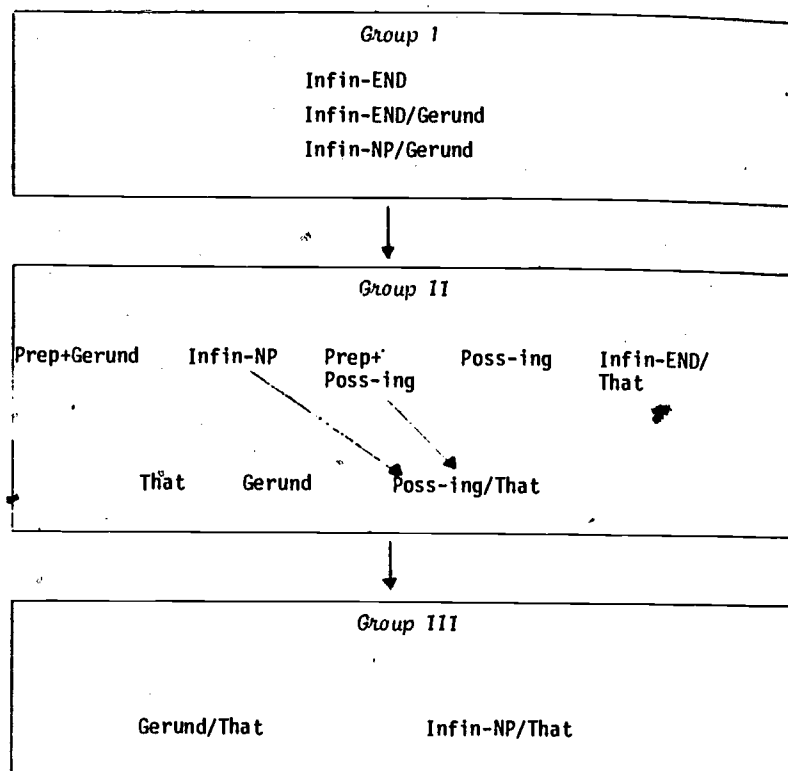 Group I
Infin-END
Infin-END/Gerund
Infin-NP/Gerund
Group II
Prep+Gerund Infin-NP Prep+ Poss-ing Infin-END/
Poss-ing That
That Gerund Poss-ing/That
Group III
Gerund/That Infin-NP/That